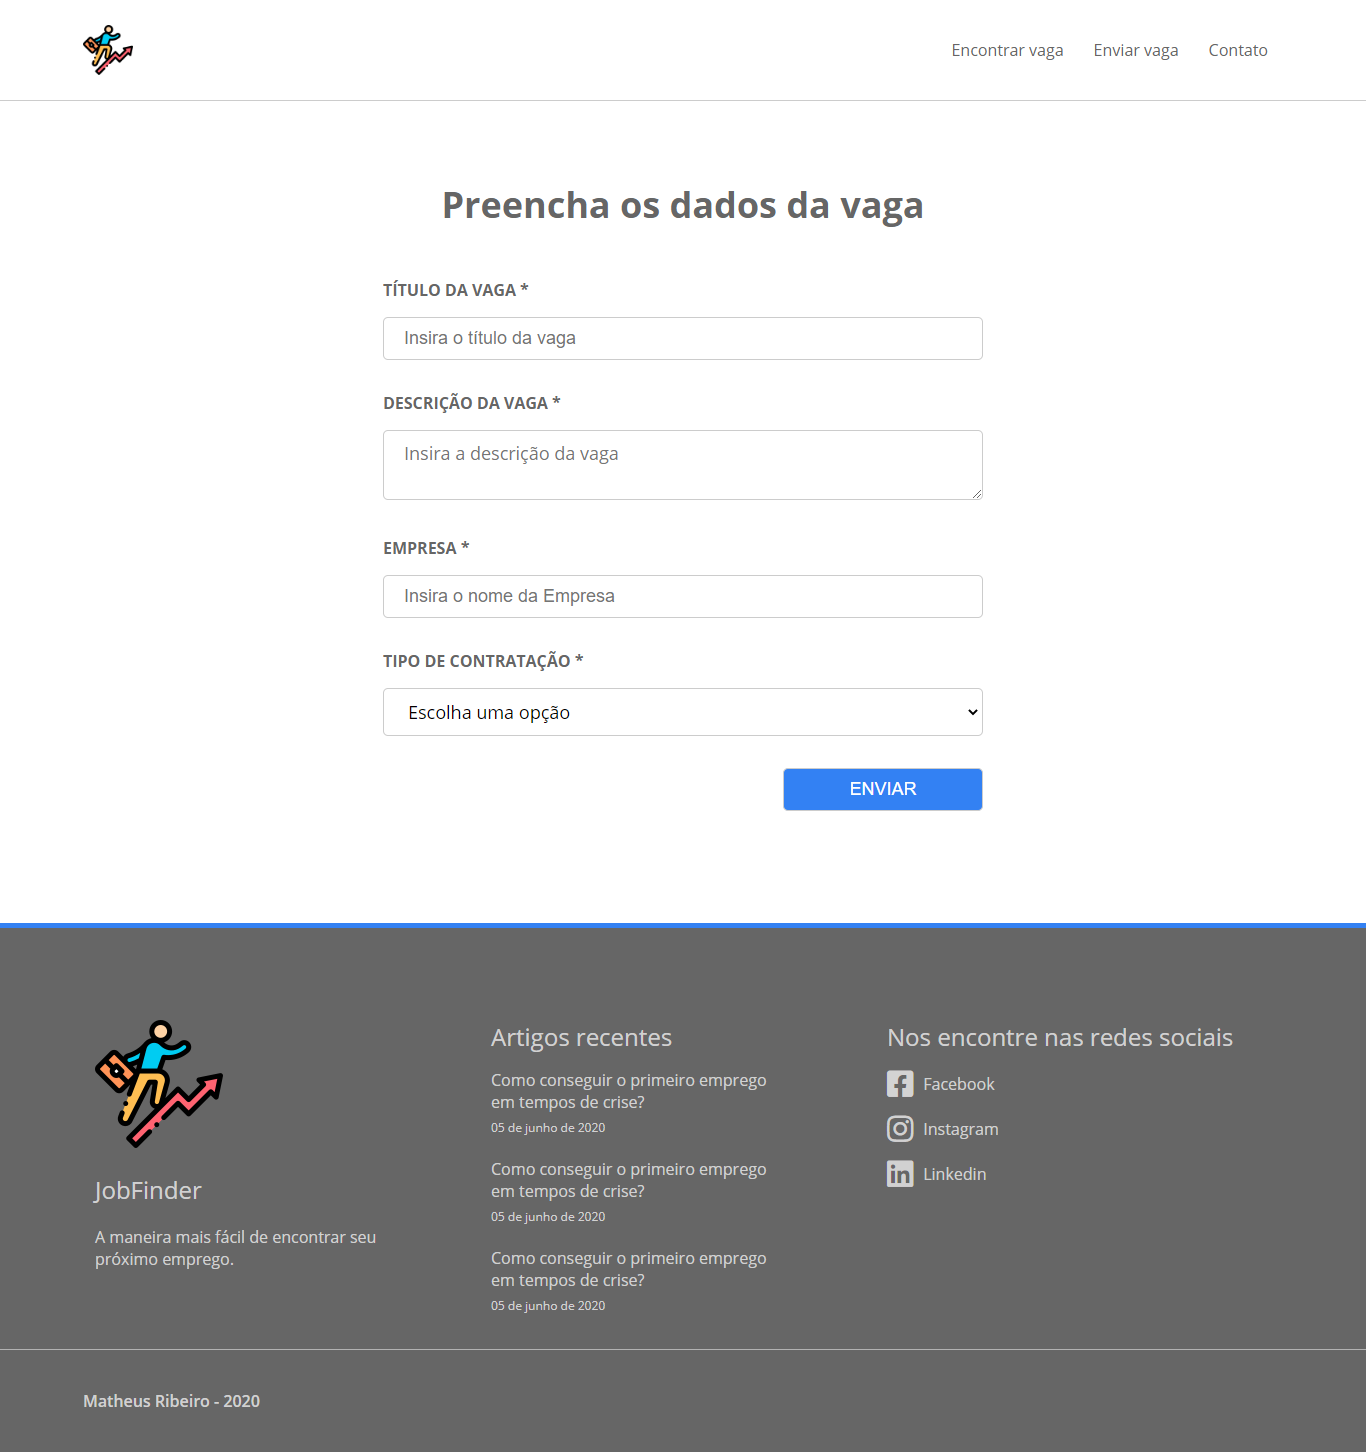 Encontrar vaga Enviar vaga Contato
Preencha os dados da vaga
TÍTULO DA VAGA *
Insira o título da vaga
DESCRIÇÃO DA VAGA *
Insira a descrição da vaga
EMPRESA *
Insira o nome da Empresa
TIPO DE CONTRATAÇÃO *
Escolha uma opção
ENVIAR
JobFinder
A maneira mais fácil de encontrar seu
próximo emprego.
Artigos recentes
Como conseguir o primeiro emprego
em tempos de crise?
05 de junho de 2020
Como conseguir o primeiro emprego
em tempos de crise?
05 de junho de 2020
Como conseguir o primeiro emprego
em tempos de crise?
05 de junho de 2020
Nos encontre nas redes sociais
Facebook
Instagram
Linkedin
Matheus Ribeiro - 2020